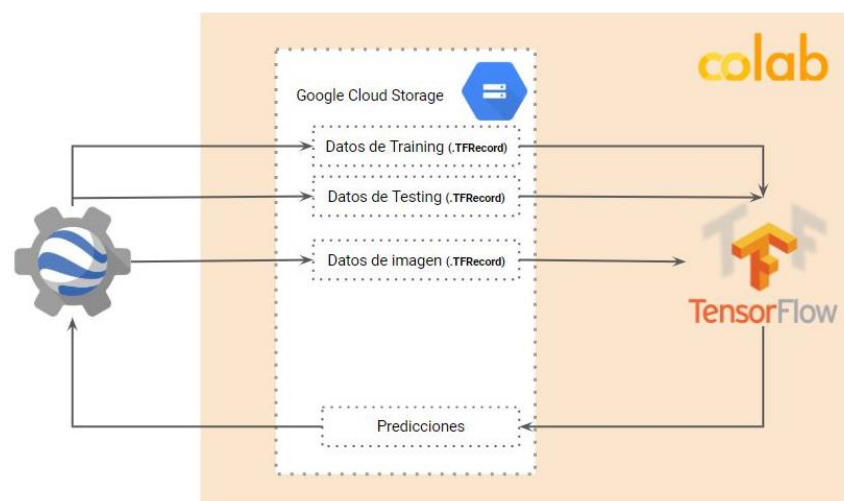 colab
Google Cloud Storage
Datos de Training (.TFRecord)
Datos de Testing (.TFRecord)
Datos de imagen (.TFRecord)
TensorFlow
Predicciones